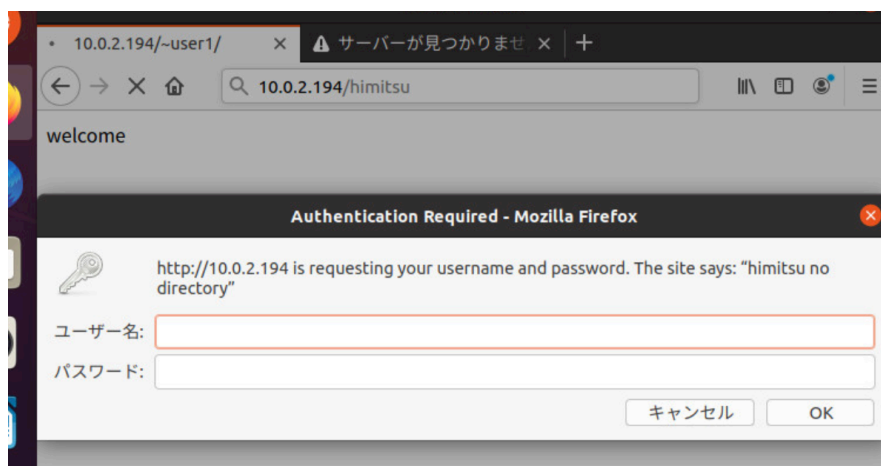 10.0.2.194/~user1/
サーバーが見つかりませ
10.0.2.194/himitsu
welcome
Authentication Required - Mozilla Firefox
http://10.0.2.194 is requesting your username and password. The site says: “himitsu no
directory”
ユーザー名:
パスワード:
キャンセル OK